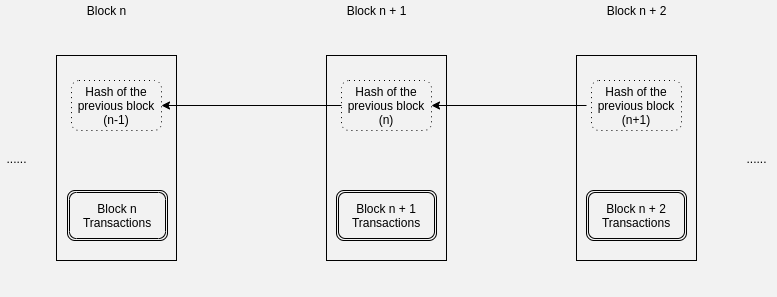 Block n
Block n + 1
Block n + 2
Hash of the
previous block
(n-1)
Hash of the
previous block
(n)
Hash of the
previous block
(n+1)
......
......
Block n
Transactions
Block n + 1
Transactions
Block n + 2
Transactions